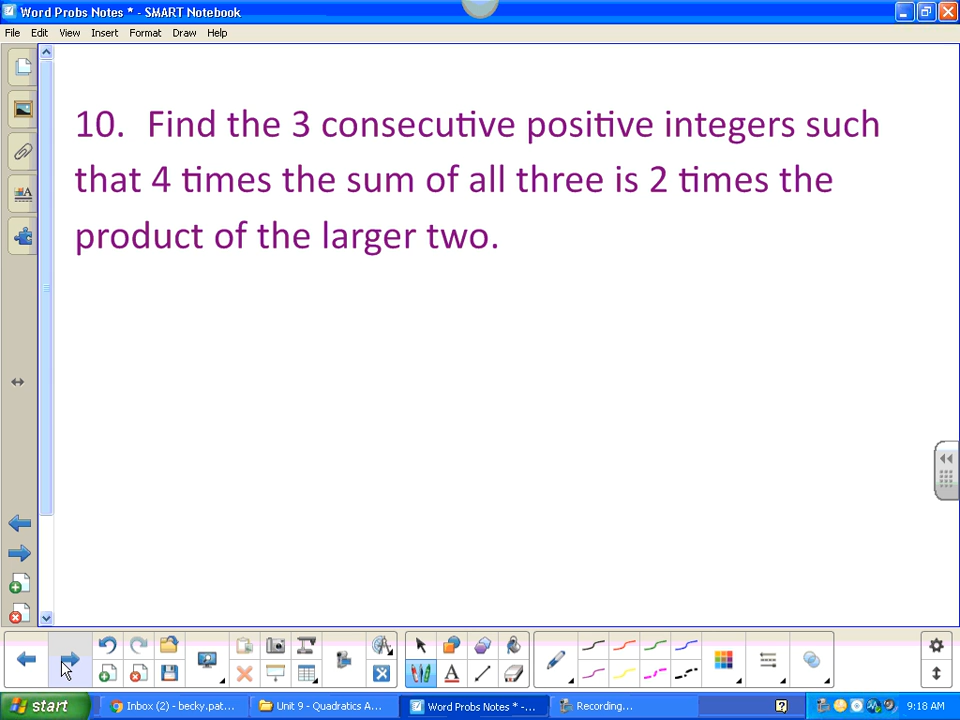 Word Probs Notes * - SMART Notebook
File Edit View Insert Format Draw Help
10. Find the 3 consecutive positive integers such
that 4 times the sum of all three is 2 times the
product of the larger two.
start Inbox (2) - becky.pat... Unit 9 - Quadratics A... Word Probs Notes * -... Recording... 9:18 AM